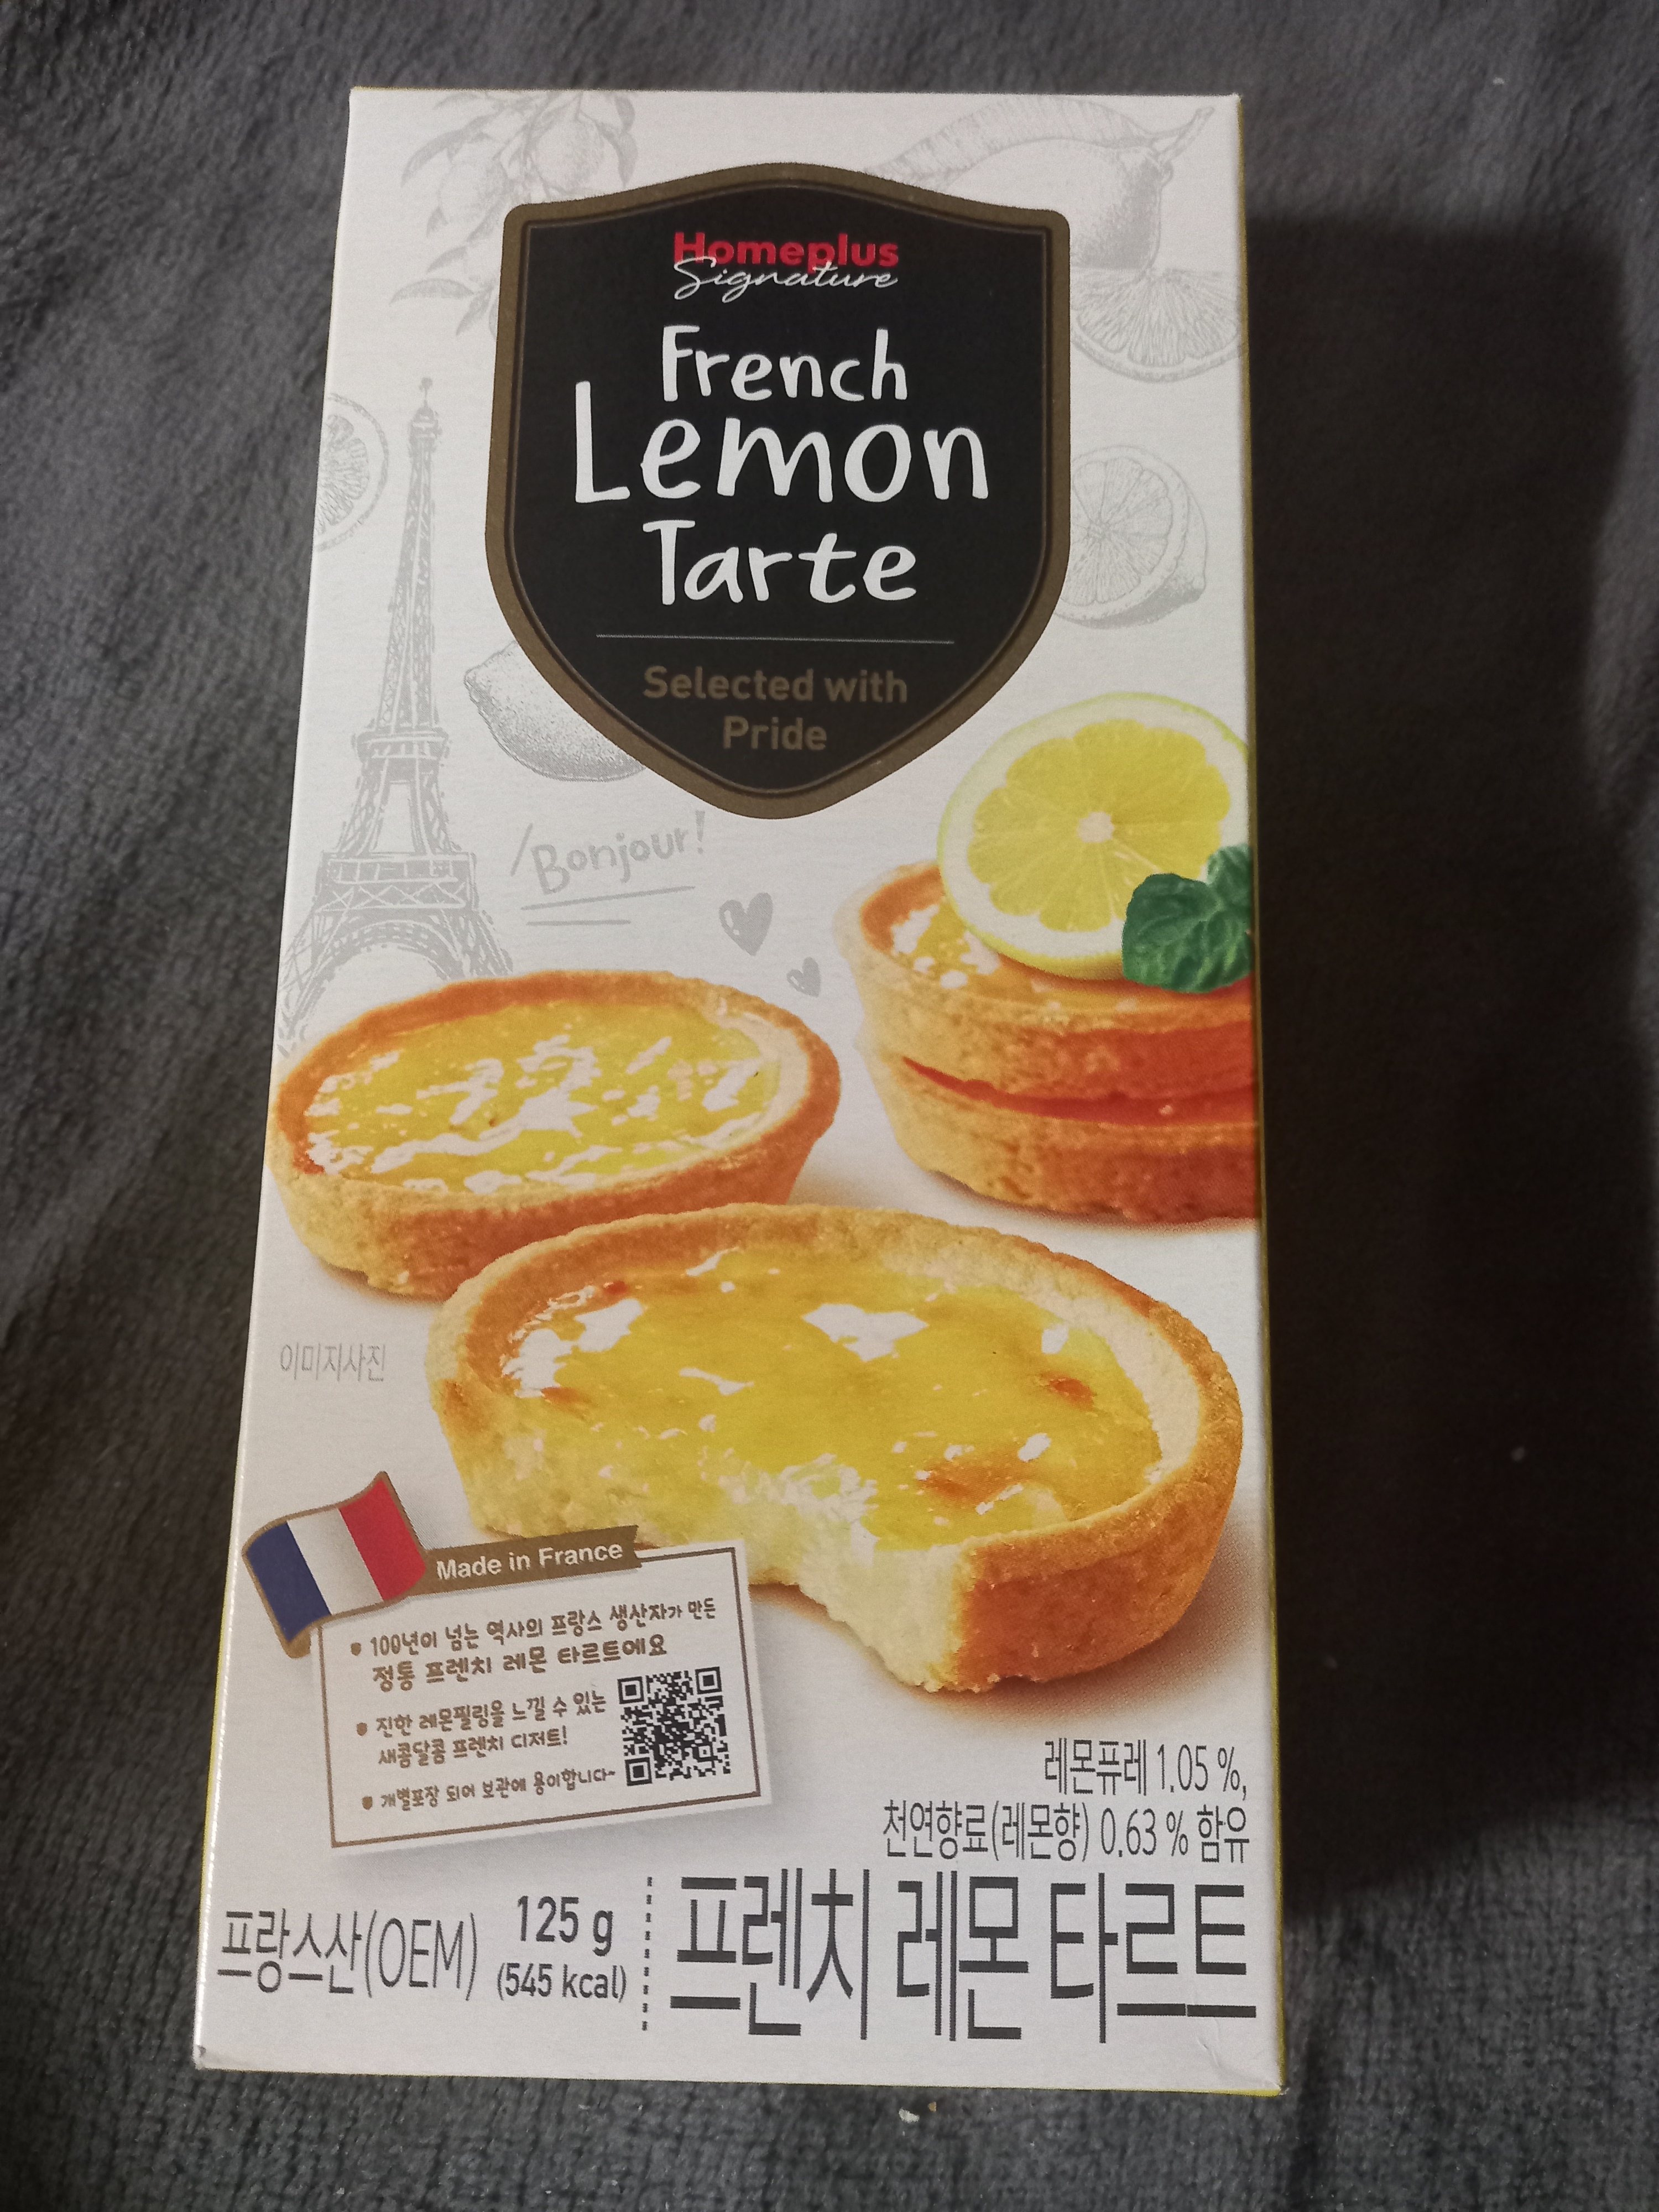 Homeplus
Signature
French
Lemon
Tarte
Selected with
Pride
Bonjour!
이미지사진
Made in France
100년이 넘는 역사의 프랑스 생산자가 만든
정통 프렌치 레몬 타르트에요
진한 레몬필링을 느낄 수 있는
새콤달콤 프렌치 디저트!
개별포장 되어 보관에 용이합니다~
레몬퓨레 1.05 %,
천연향료(레몬향) 0.63 % 함유
프랑스산(OEM)
125 g
(545 kcal)
프렌치 레몬 타르트